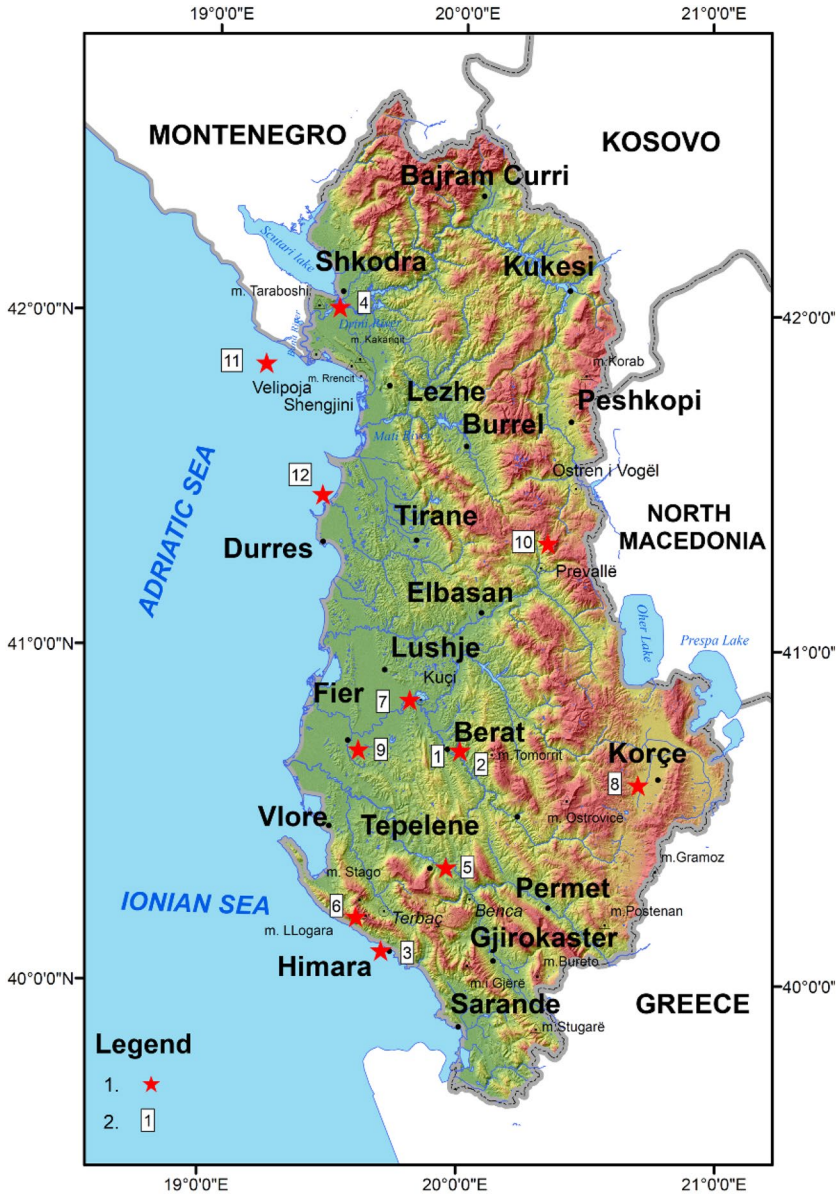 19°0'0"E
20°0'0"E
21°0'0"E
MONTENEGRO
KOSOVO
Bajram Curri
Scutari lake
Shkodra
Kukesi
42°0'0"N
42°0'0"N
m. Taraboshi
4
Drini River
m. Kakariqit
11
m. Rrencit
m.Korab
Velipoja
Shengjini
Lezhe
Peshkopi
Burrel
Mati River
12
Ostren i Vogël
ADRIATIC SEA
Tirane
NORTH
MACEDONIA
Durres
10
Prevallë
Elbasan
Oher Lake
Prespa Lake
41°0'0"N
41°0'0"N
Lushje
Kuçi
Fier
7
Berat
9
1
2
m.Tomorrit
Korçe
8
Vlore
Tepelene
m. Ostrovice
m. Stago
5
m.Gramoz
IONIAN SEA
6
Permet
Terbaç
Benca
m.Postenan
m. LLogara
Gjirokaster
Himara
3
m.Bureto
40°0'0"N
40°0'0"N
m.i Gjërë
Sarande
GREECE
m.Stugarë
Legend
1.
2.
1
19°0'0"E
20°0'0"E
21°0'0"E